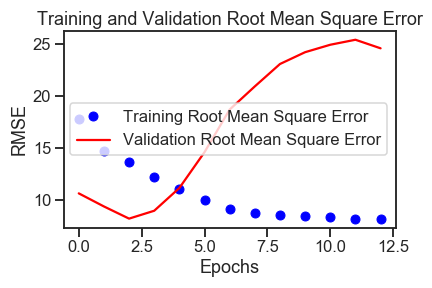 Training and Validation Root Mean Square Error
25
20
15
10
RMSE
Training Root Mean Square Error
Validation Root Mean Square Error
0.0 2.5 5.0 7.5 10.0 12.5
Epochs